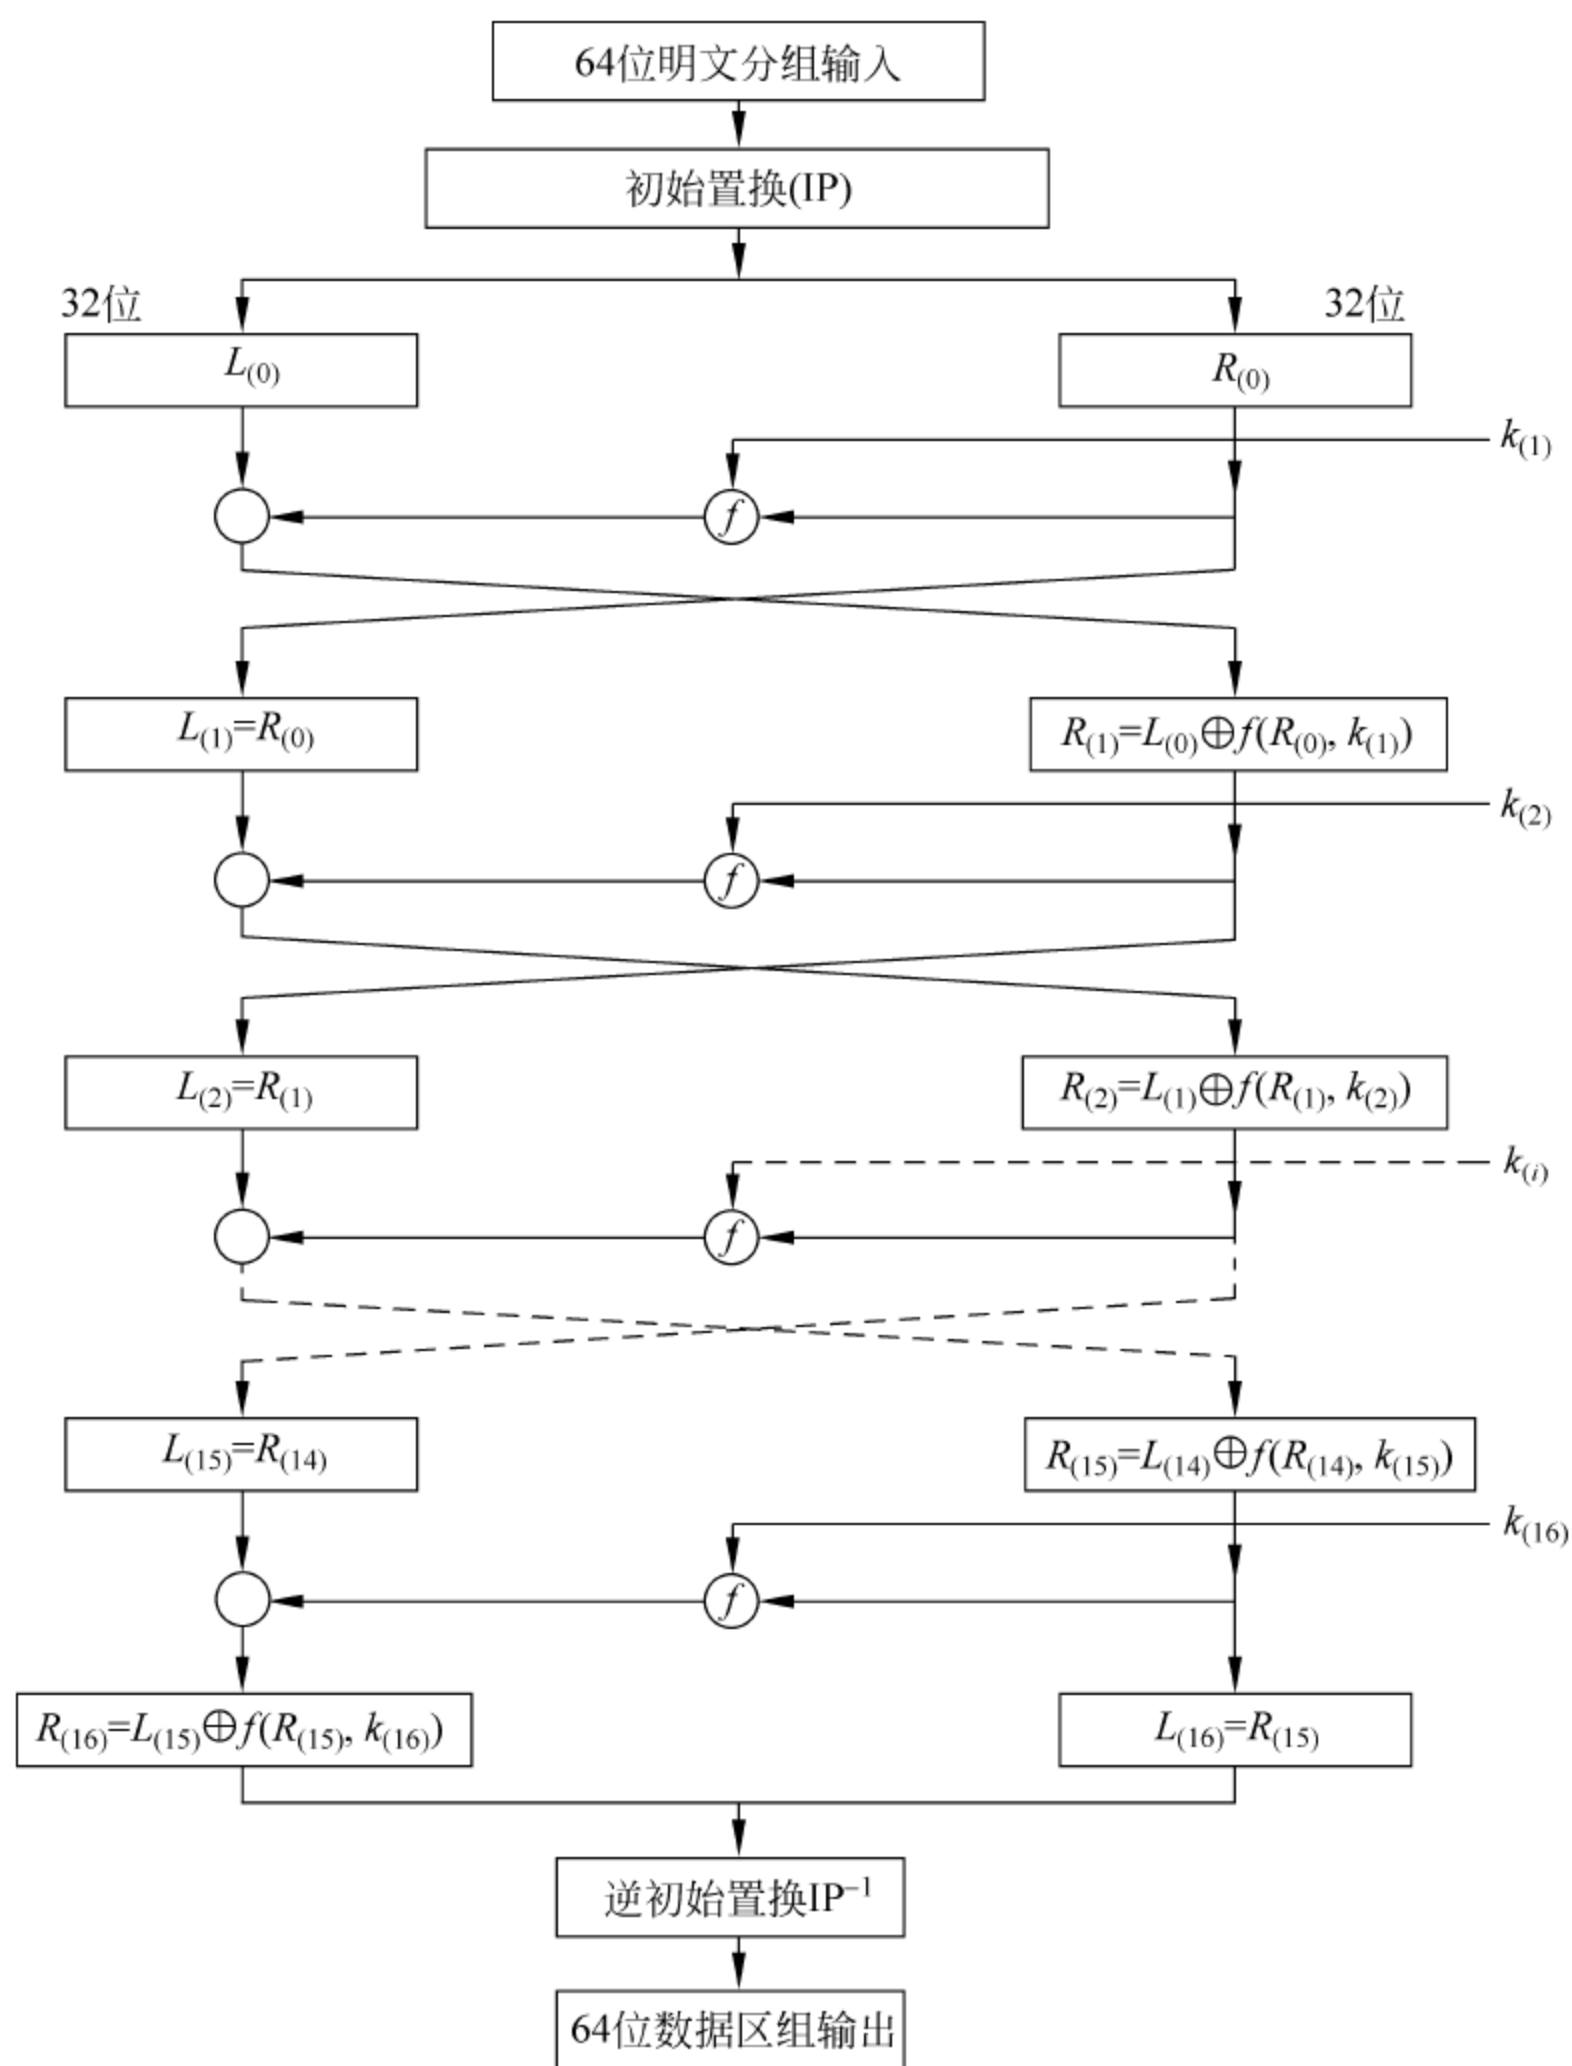 64位明文分组输入
初始置换(IP)
32位
32位
L(0)
R(0)
k(1)
f
L(1)=R(0)
R(1)=L(0)⊕f(R(0), k(1))
k(2)
f
L(2)=R(1)
R(2)=L(1)⊕f(R(1), k(2))
k(i)
f
L(15)=R(14)
R(15)=L(14)⊕f(R(14), k(15))
k(16)
f
R(16)=L(15)⊕f(R(15), k(16))
L(16)=R(15)
逆初始置换IP⁻¹
64位数据区组输出